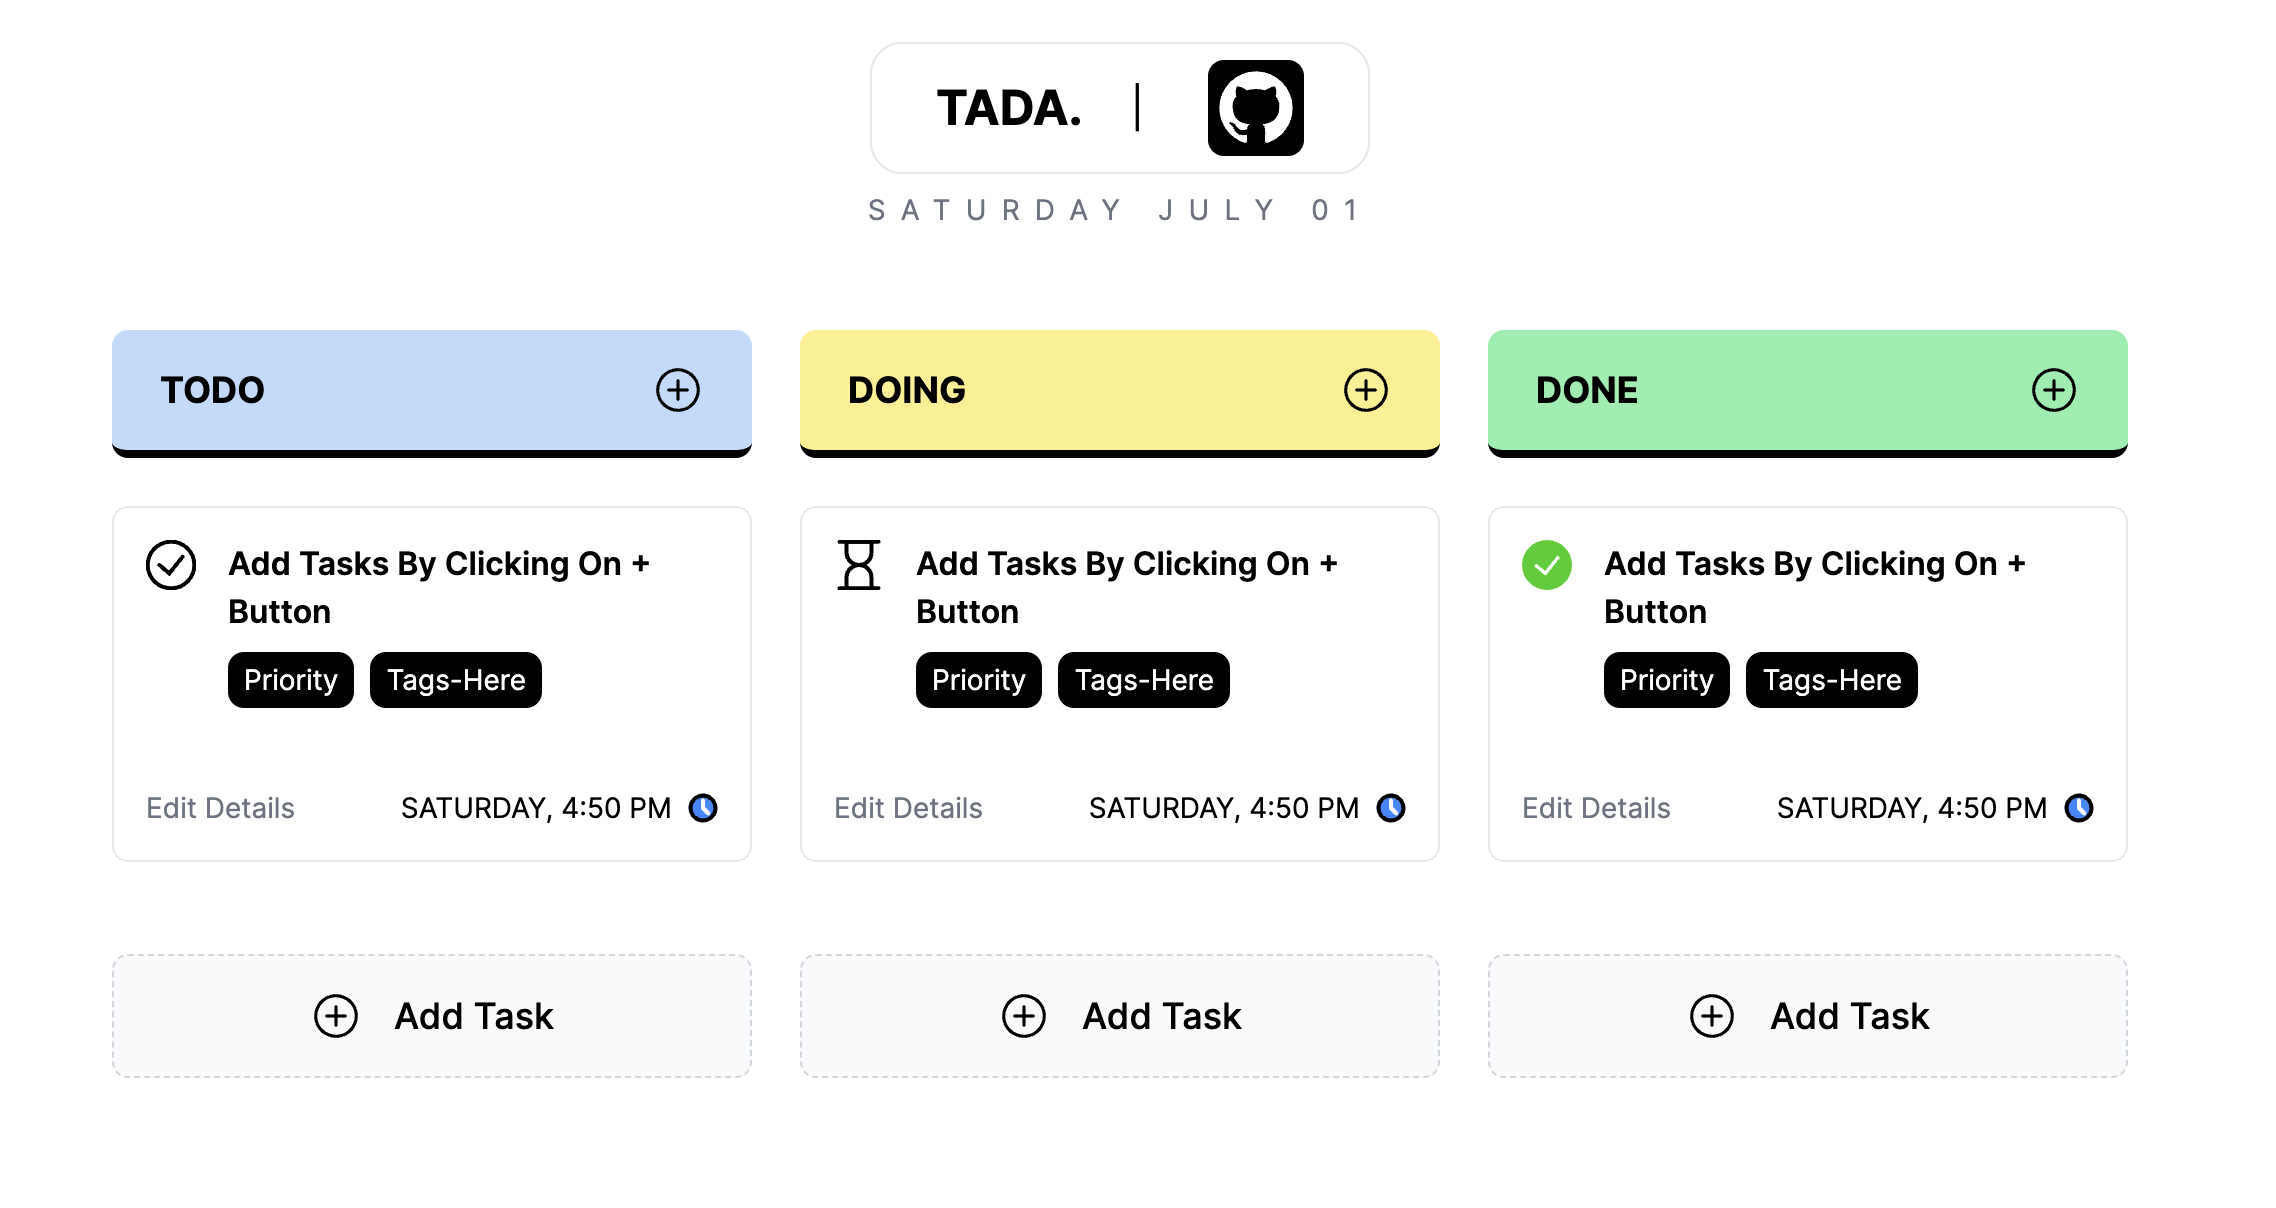 TADA. |
SATURDAY JULY 01
TODO
DOING
DONE
Add Tasks By Clicking On +
Button
Priority
Tags-Here
Edit Details
SATURDAY, 4:50 PM
Add Tasks By Clicking On +
Button
Priority
Tags-Here
Edit Details
SATURDAY, 4:50 PM
Add Tasks By Clicking On +
Button
Priority
Tags-Here
Edit Details
SATURDAY, 4:50 PM
Add Task
Add Task
Add Task